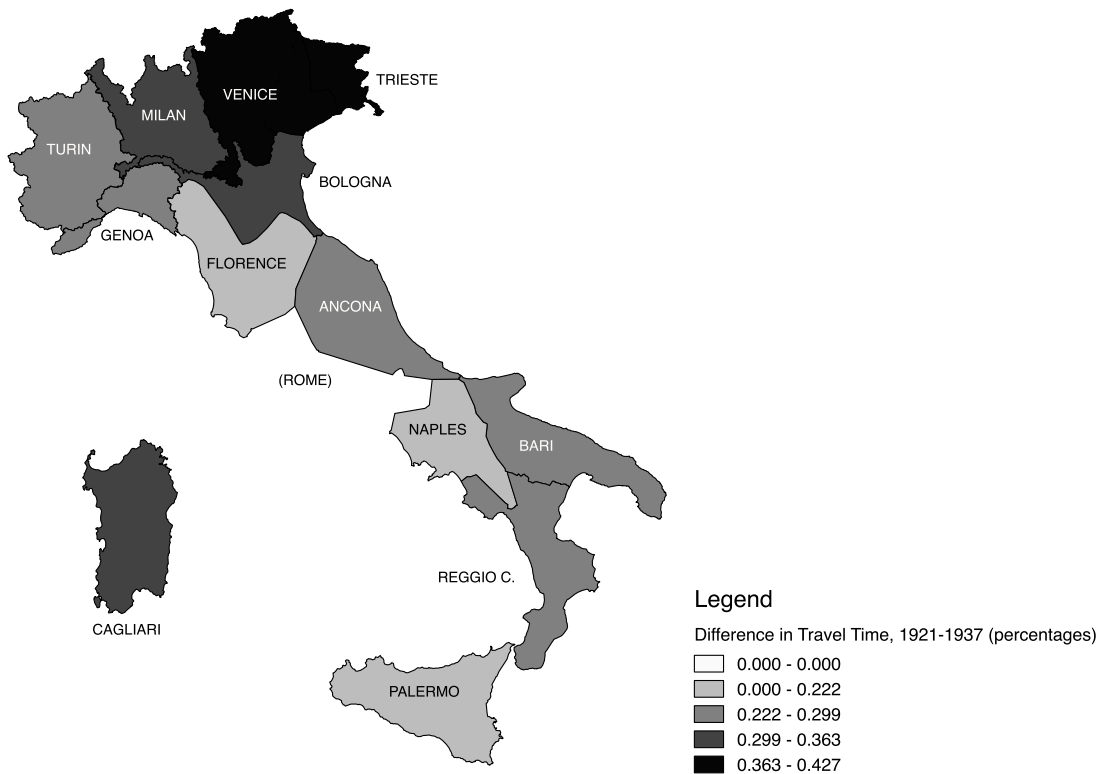 TRIESTE
VENICE
MILAN
TURIN
BOLOGNA
GENOA
FLORENCE
ANCONA
(ROME)
NAPLES
BARI
REGGIO C.
CAGLIARI
PALERMO
Legend
Difference in Travel Time, 1921-1937 (percentages)
0.000 - 0.000
0.000 - 0.222
0.222 - 0.299
0.299 - 0.363
0.363 - 0.427